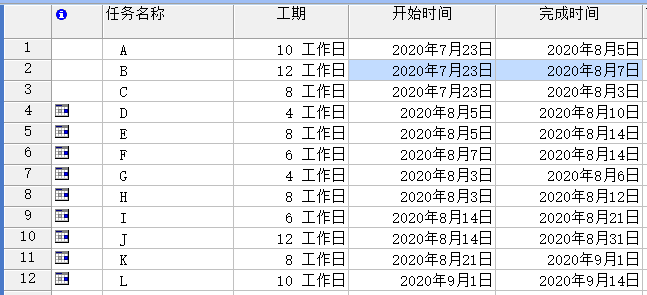 任务名称 工期 开始时间 完成时间
1 A 10 工作日 2020年7月23日 2020年8月5日
2 B 12 工作日 2020年7月23日 2020年8月7日
3 C 8 工作日 2020年7月23日 2020年8月3日
4 D 4 工作日 2020年8月5日 2020年8月10日
5 E 8 工作日 2020年8月5日 2020年8月14日
6 F 6 工作日 2020年8月7日 2020年8月14日
7 G 4 工作日 2020年8月3日 2020年8月6日
8 H 8 工作日 2020年8月3日 2020年8月12日
9 I 6 工作日 2020年8月14日 2020年8月21日
10 J 12 工作日 2020年8月14日 2020年8月31日
11 K 8 工作日 2020年8月21日 2020年9月1日
12 L 10 工作日 2020年9月1日 2020年9月14日